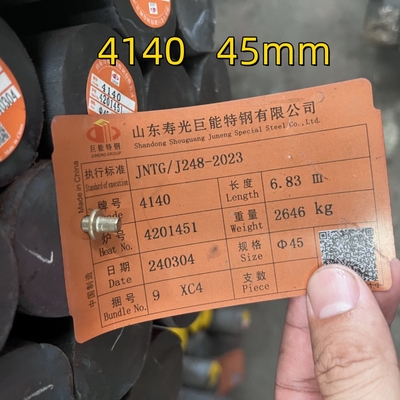 4140 45mm
240304
4140
4201451
Φ45
巨能特钢
山东寿光巨能特钢有限公司
Shandong Shouguang Juneng Special Steel Co.,Ltd.
执行标准 JNTG/J248-2023
Standard of operation
牌号 4140 长度 6.83 m
Length
炉号 4201451 重量 2646 kg
Heat No. Weight
日期 240304 规格 Φ45
Date Size
捆号 9 XC4 支数
Bundle No. Piece
Made in China
中国制造